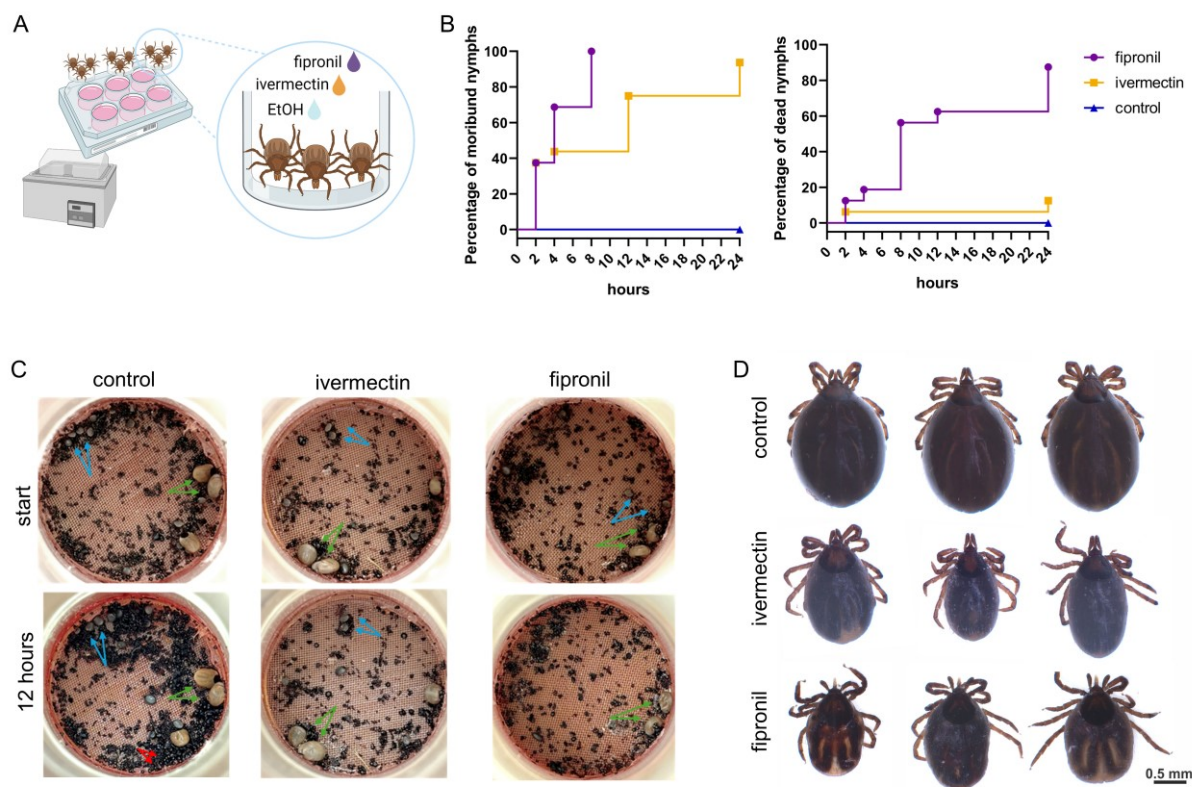 A
fipronil
ivermectin
EtOH
B
Percentage of moribund nymphs
100
80
60
40
20
0
0 2 4 6 8 10 12 14 16 18 20 22 24
hours
Percentage of dead nymphs
100
80
60
40
20
0
0 2 4 6 8 10 12 14 16 18 20 22 24
hours
fipronil
ivermectin
control
C
control ivermectin fipronil
start
12 hours
D
control
ivermectin
fipronil
0.5 mm